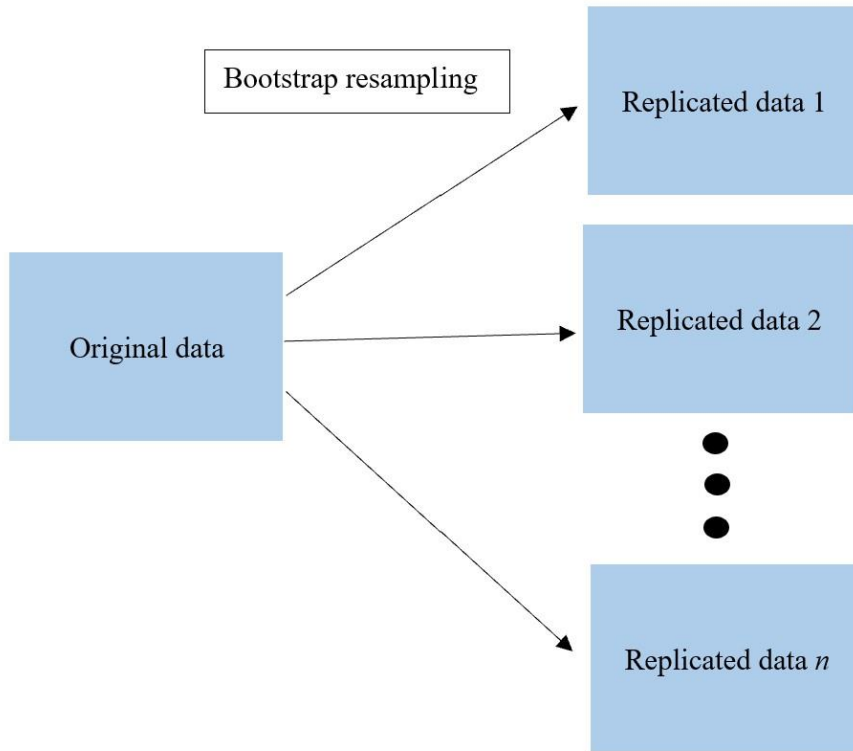 Bootstrap resampling
Replicated data 1
Original data
Replicated data 2
Replicated data n